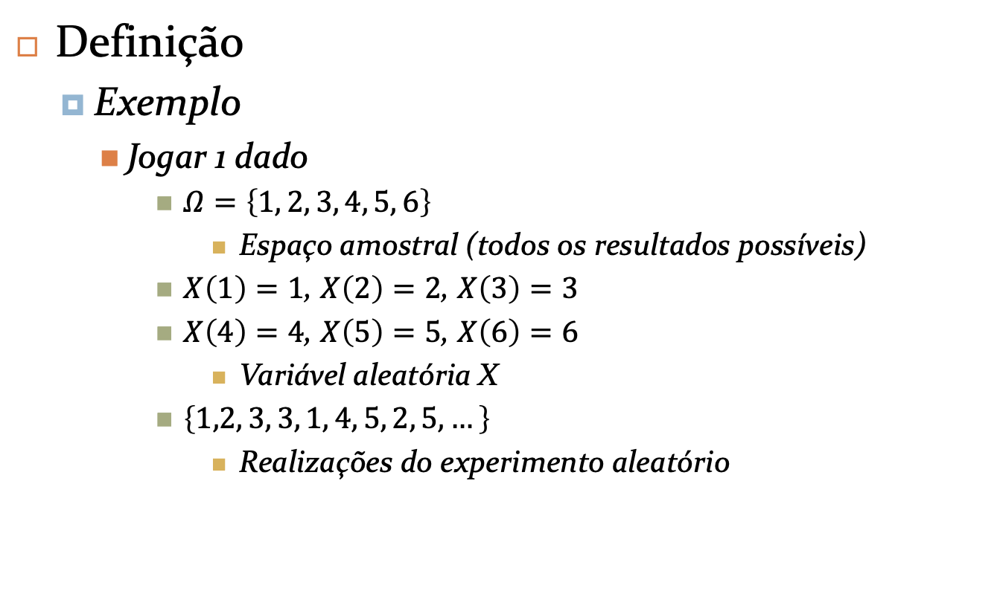 Definição
Exemplo
Jogar 1 dado
Ω = {1, 2, 3, 4, 5, 6}
Espaço amostral (todos os resultados possíveis)
X(1) = 1, X(2) = 2, X(3) = 3
X(4) = 4, X(5) = 5, X(6) = 6
Variável aleatória X
{1,2, 3, 3, 1, 4, 5, 2, 5, … }
Realizações do experimento aleatório